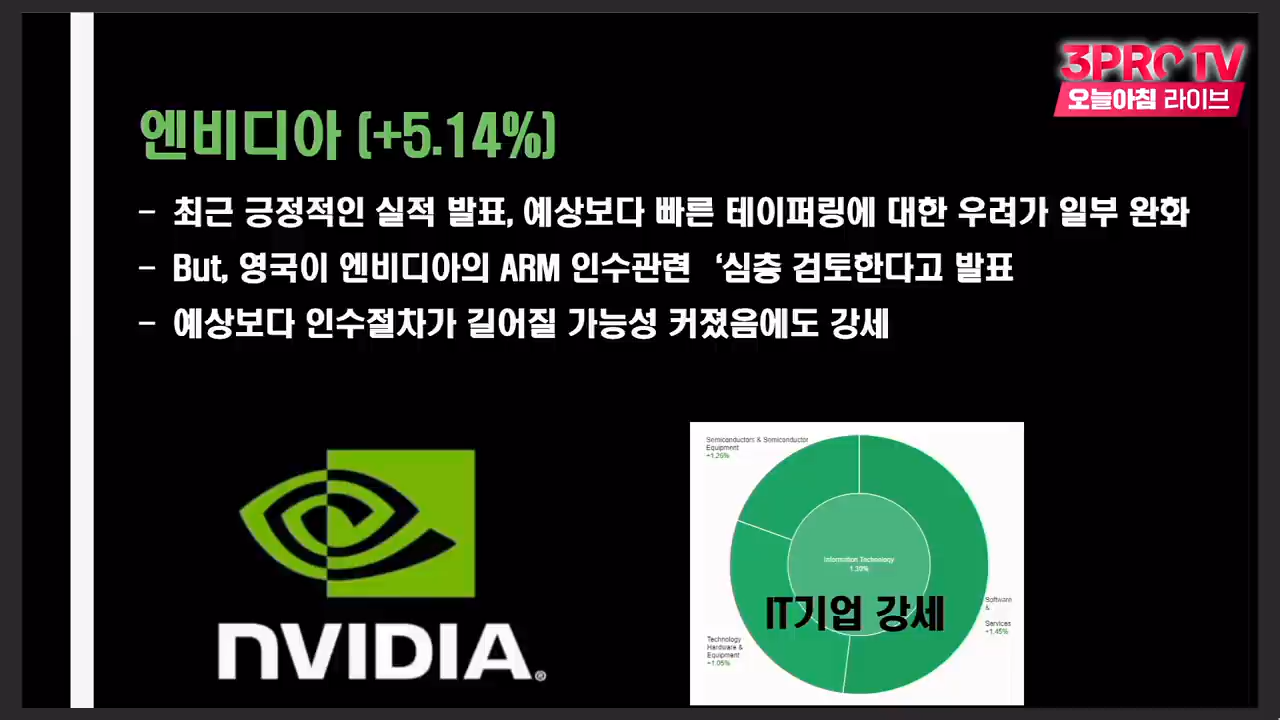 3PRO TV
오늘아침 라이브
엔비디아 (+5.14%)
- 최근 긍정적인 실적 발표, 예상보다 빠른 테이퍼링에 대한 우려가 일부 완화
- But, 영국이 엔비디아의 ARM 인수관련 ‘심층 검토한다고 발표
- 예상보다 인수절차가 길어질 가능성 커졌음에도 강세
NVIDIA®
Semiconductors & Semiconductor
Equipment
+1.26%
Information Technology
1.30%
IT기업 강세
Software
&
Services
+1.45%
Technology
Hardware &
Equipment
+1.05%